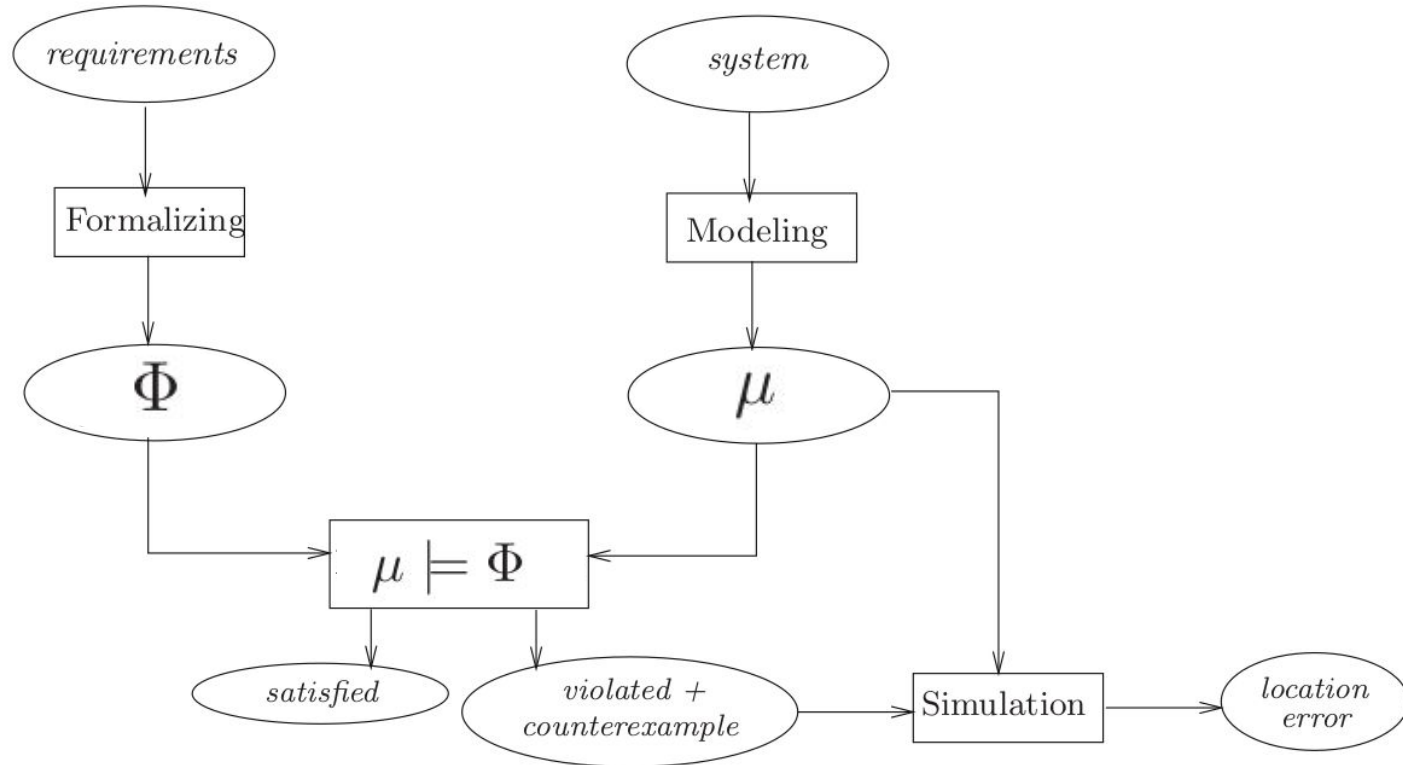 requirements
system
Formalizing
Modeling
Φ
μ
μ |= Φ
satisfied
violated +
counterexample
Simulation
location
error